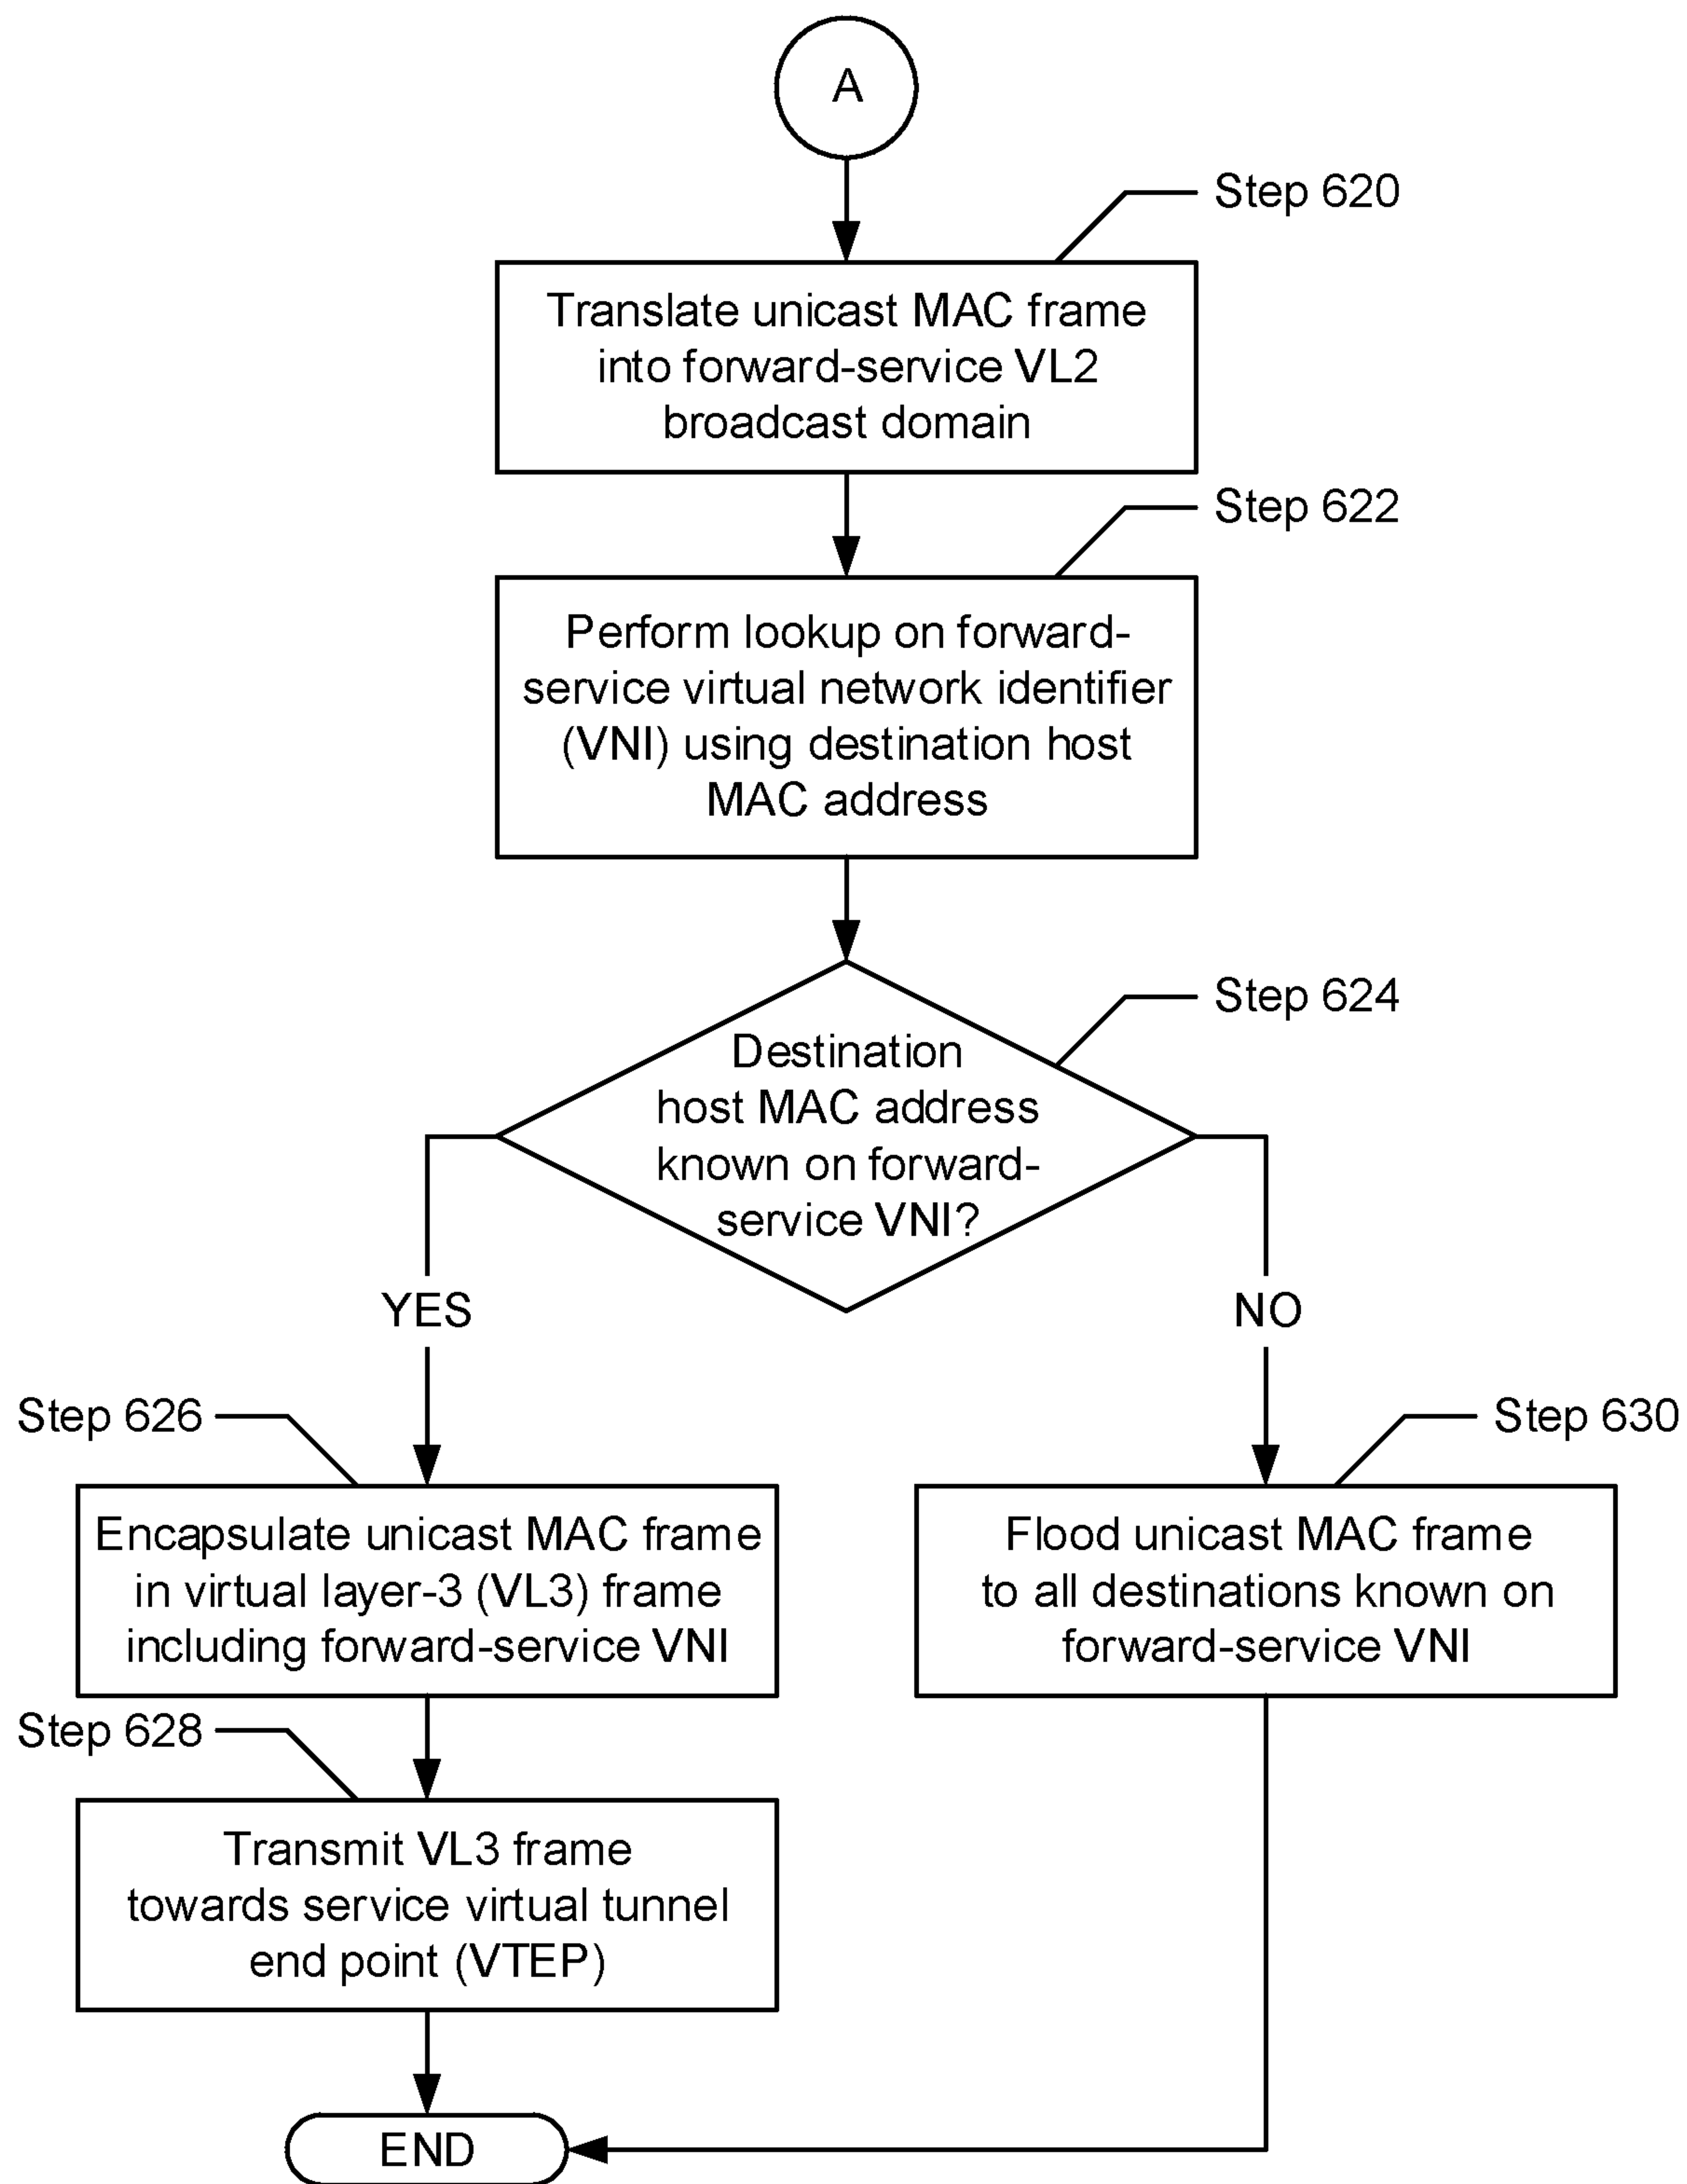 A
Step 620
Translate unicast MAC frame
into forward-service VL2
broadcast domain
Step 622
Perform lookup on forward-
service virtual network identifier
(VNI) using destination host
MAC address
Step 624
Destination
host MAC address
known on forward-
service VNI?
YES
NO
Step 626
Encapsulate unicast MAC frame
in virtual layer-3 (VL3) frame
including forward-service VNI
Step 630
Flood unicast MAC frame
to all destinations known on
forward-service VNI
Step 628
Transmit VL3 frame
towards service virtual tunnel
end point (VTEP)
END